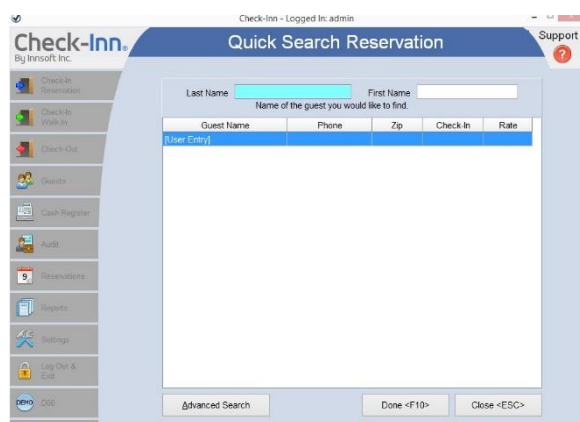 Check-Inn - Logged In: admin
Check-Inn®
By Innsoft Inc.
Quick Search Reservation
Support
?
Check-In
Reservation
Check-In
Walk-In
Check-Out
Guests
Cash Register
Audit
9
Reservations
Reports
Settings
Log Out &
Exit
DEMO
Last Name
First Name
Name of the guest you would like to find.
Guest Name Phone Zip Check-In Rate
[User Entry]
Advanced Search
Done <F10>
Close <ESC>